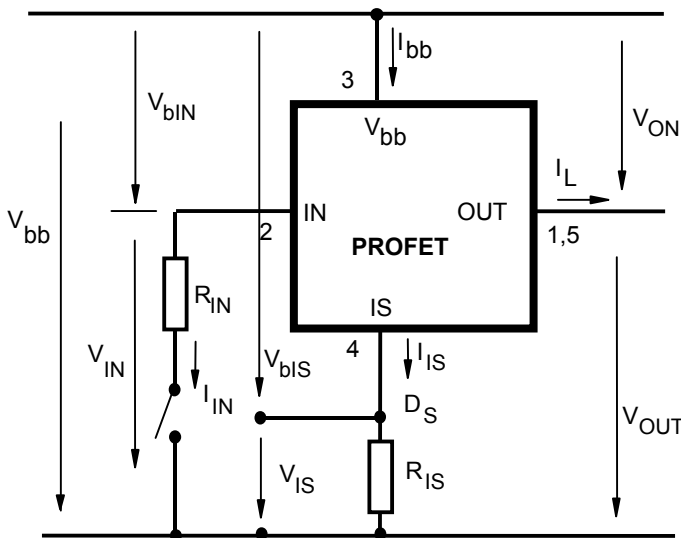 I bb
3
V bb
V bIN
V ON
I L
IN
OUT
2
1,5
PROFET
V bb
R IN
IS
4
I IS
V bIS
V IN
I IN
D S
V OUT
V IS
R IS